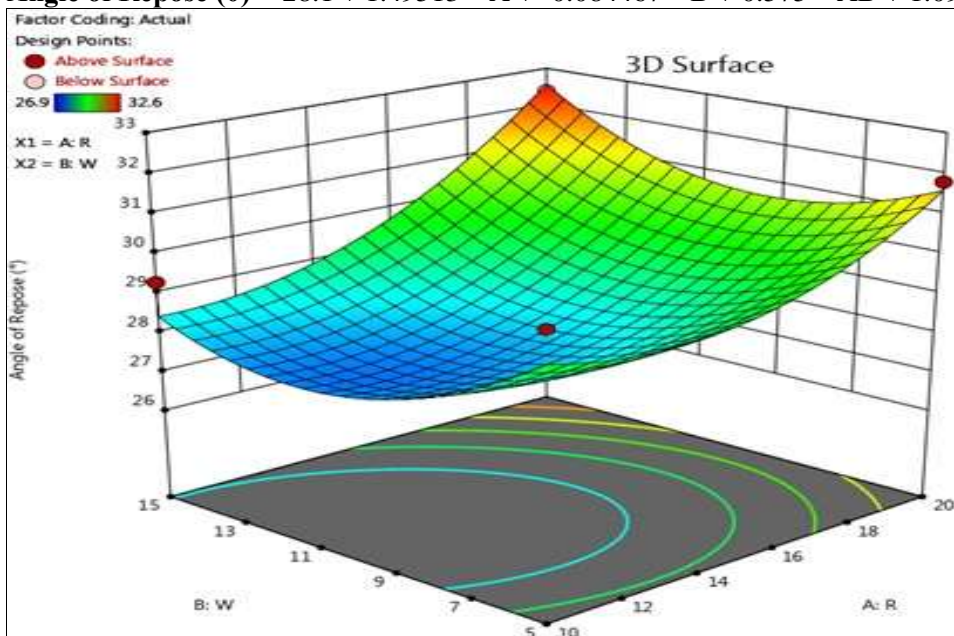 Factor Coding: Actual
Design Points:
Above Surface
Below Surface
26.9 32.6
X1 = A: R
X2 = B: W
3D Surface
33
32
31
30
29
28
27
26
Angle of Repose (°)
15
13
11
9
7
5
B: W
10
12
14
16
18
20
A: R